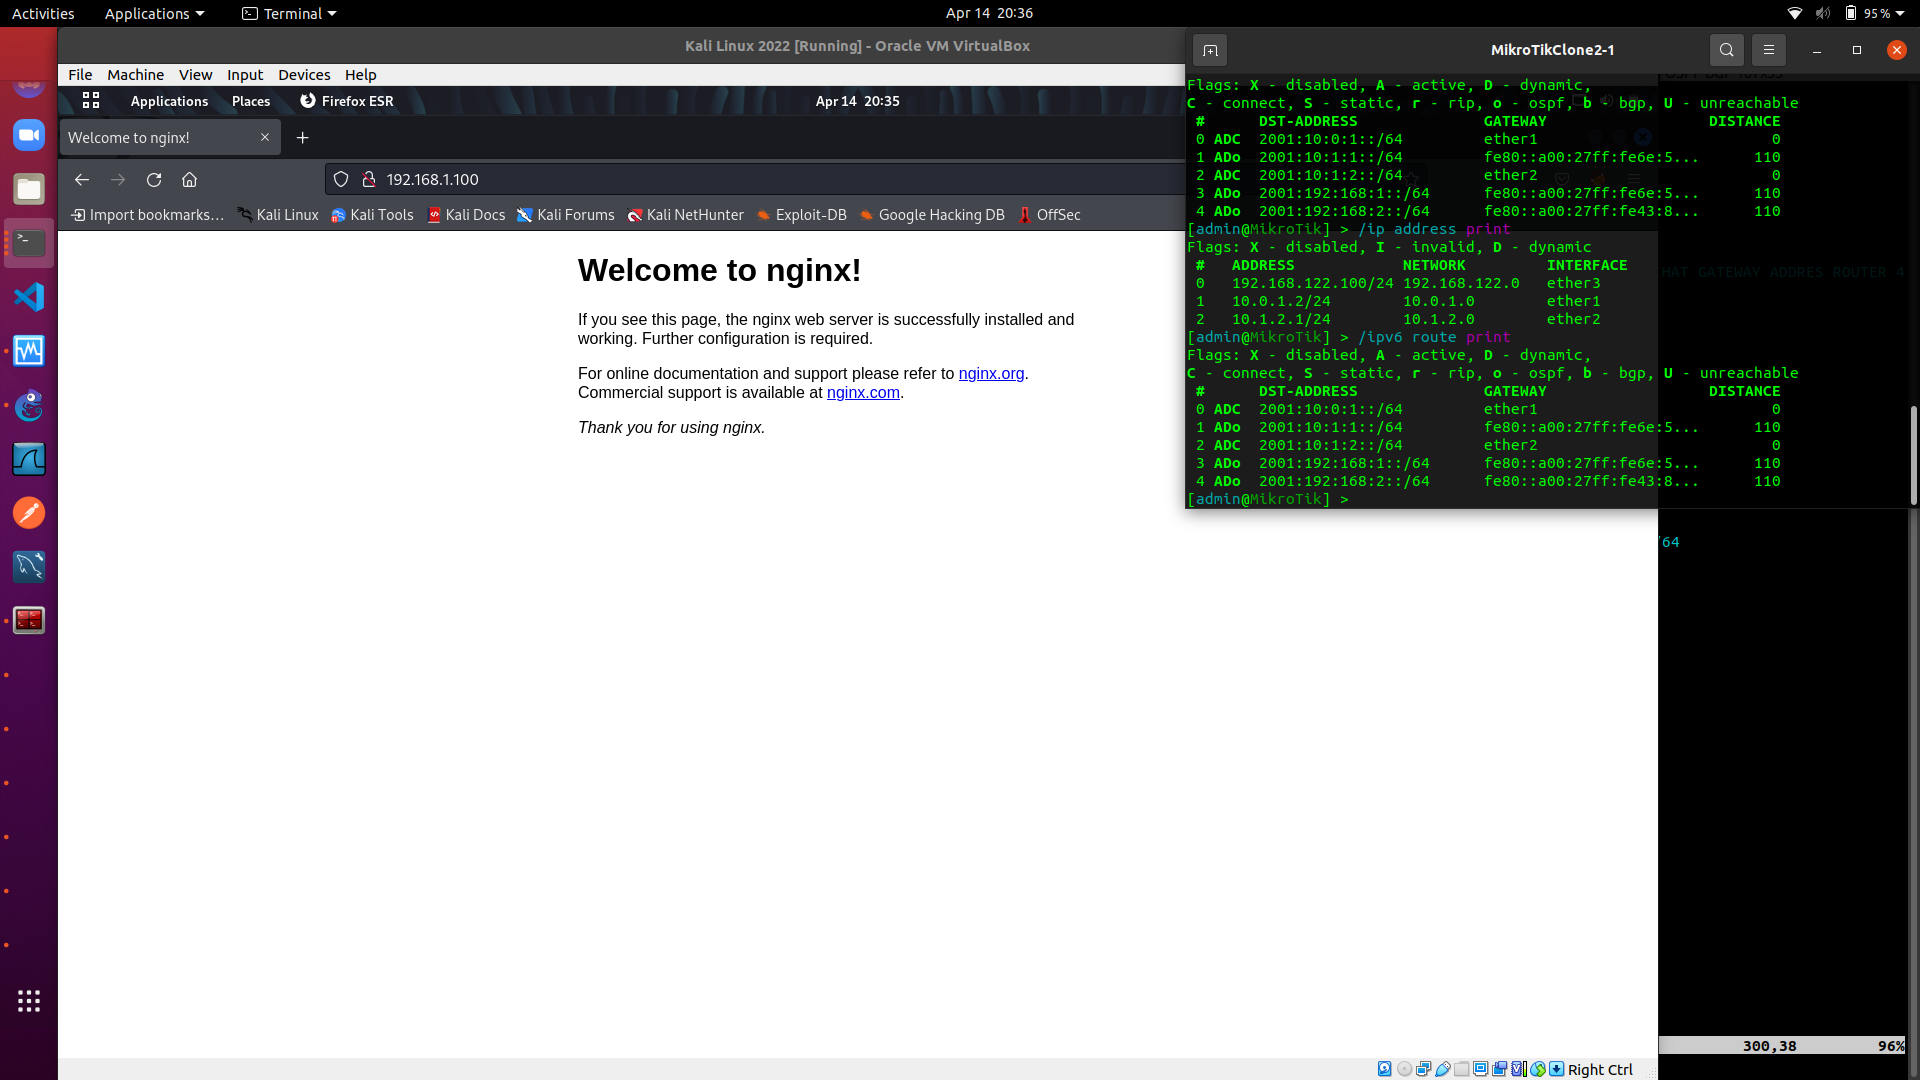 Activities Applications Terminal Apr 14 20:36 95 %
Kali Linux 2022 [Running] - Oracle VM VirtualBox
File Machine View Input Devices Help
Applications Places Firefox ESR Apr 14 20:35
Welcome to nginx!
192.168.1.100
Import bookmarks… Kali Linux Kali Tools Kali Docs Kali Forums Kali NetHunter Exploit-DB Google Hacking DB OffSec
Welcome to nginx!
If you see this page, the nginx web server is successfully installed and
working. Further configuration is required.
For online documentation and support please refer to nginx.org.
Commercial support is available at nginx.com.
Thank you for using nginx.
MikroTikClone2-1
Flags: X - disabled, A - active, D - dynamic,
C - connect, S - static, r - rip, o - ospf, b - bgp, U - unreachable
# DST-ADDRESS GATEWAY DISTANCE
0 ADC 2001:10:0:1::/64 ether1 0
1 ADo 2001:10:1:1::/64 fe80::a00:27ff:fe6e:5... 110
2 ADC 2001:10:1:2::/64 ether2 0
3 ADo 2001:192:168:1::/64 fe80::a00:27ff:fe6e:5... 110
4 ADo 2001:192:168:2::/64 fe80::a00:27ff:fe43:8... 110
[admin@MikroTik] > /ip address print
Flags: X - disabled, I - invalid, D - dynamic
# ADDRESS NETWORK INTERFACE
0 192.168.122.100/24 192.168.122.0 ether3
1 10.0.1.2/24 10.0.1.0 ether1
2 10.1.2.1/24 10.1.2.0 ether2
[admin@MikroTik] > /ipv6 route print
Flags: X - disabled, A - active, D - dynamic,
C - connect, S - static, r - rip, o - ospf, b - bgp, U - unreachable
# DST-ADDRESS GATEWAY DISTANCE
0 ADC 2001:10:0:1::/64 ether1 0
1 ADo 2001:10:1:1::/64 fe80::a00:27ff:fe6e:5... 110
2 ADC 2001:10:1:2::/64 ether2 0
3 ADo 2001:192:168:1::/64 fe80::a00:27ff:fe6e:5... 110
4 ADo 2001:192:168:2::/64 fe80::a00:27ff:fe43:8... 110
[admin@MikroTik] >
HAT GATEWAY ADDRES ROUTER 4
/64
300,38 96%
Right Ctrl